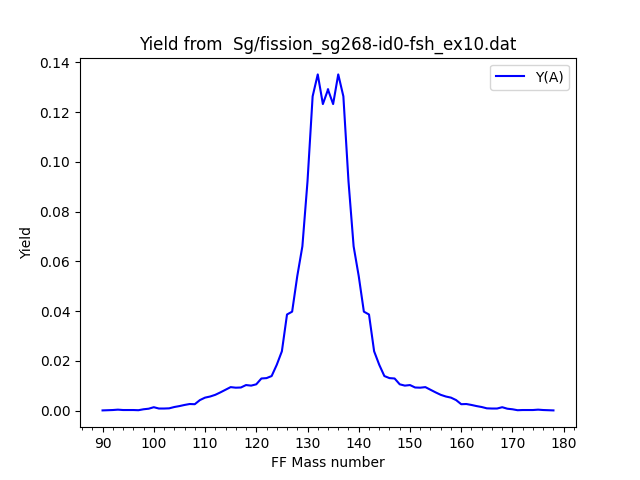 Yield from  Sg/fission_sg268-id0-fsh_ex10.dat
Y(A)
0.14
0.12
0.10
0.08
0.06
0.04
0.02
0.00
Yield
90 100 110 120 130 140 150 160 170 180
FF Mass number